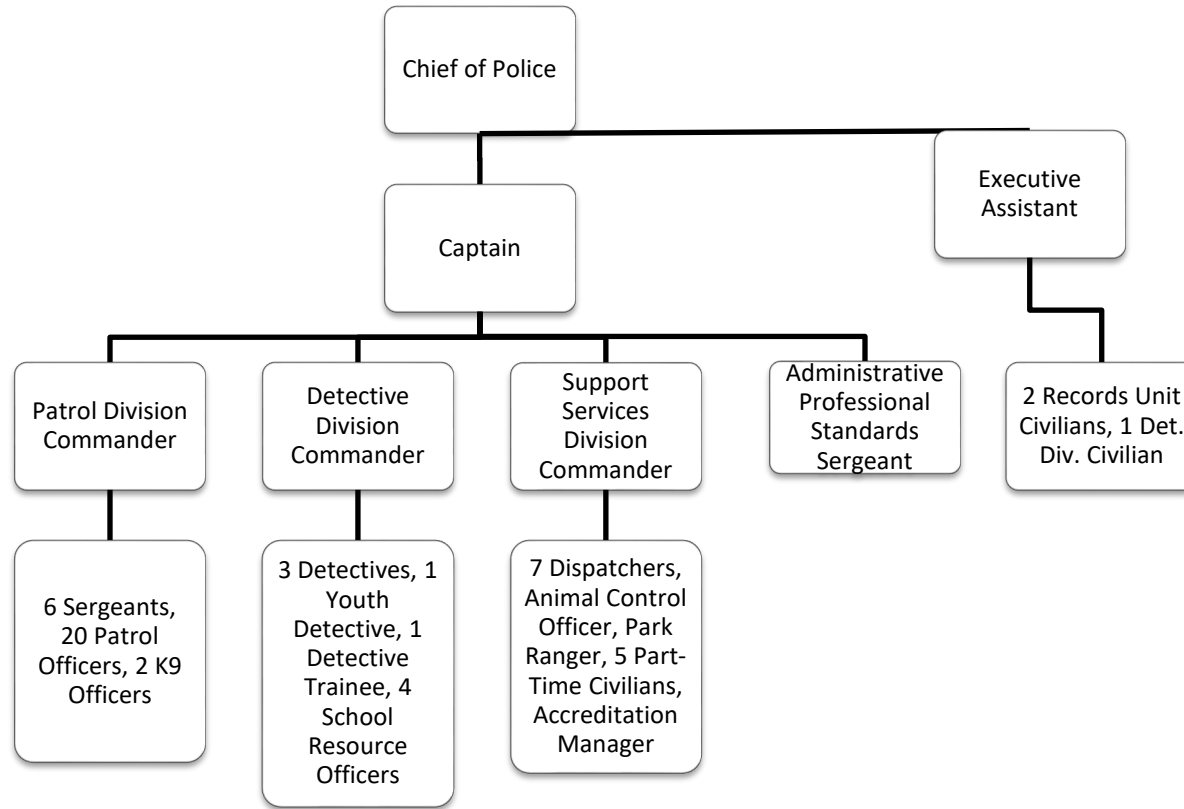 Chief of Police
Executive
Assistant
Captain
Patrol Division
Commander
Detective
Division
Commander
Support
Services
Division
Commander
Administrative
Professional
Standards
Sergeant
2 Records Unit
Civilians, 1 Det.
Div. Civilian
6 Sergeants,
20 Patrol
Officers, 2 K9
Officers
3 Detectives, 1
Youth
Detective, 1
Detective
Trainee, 4
School
Resource
Officers
7 Dispatchers,
Animal Control
Officer, Park
Ranger, 5 Part-
Time Civilians,
Accreditation
Manager